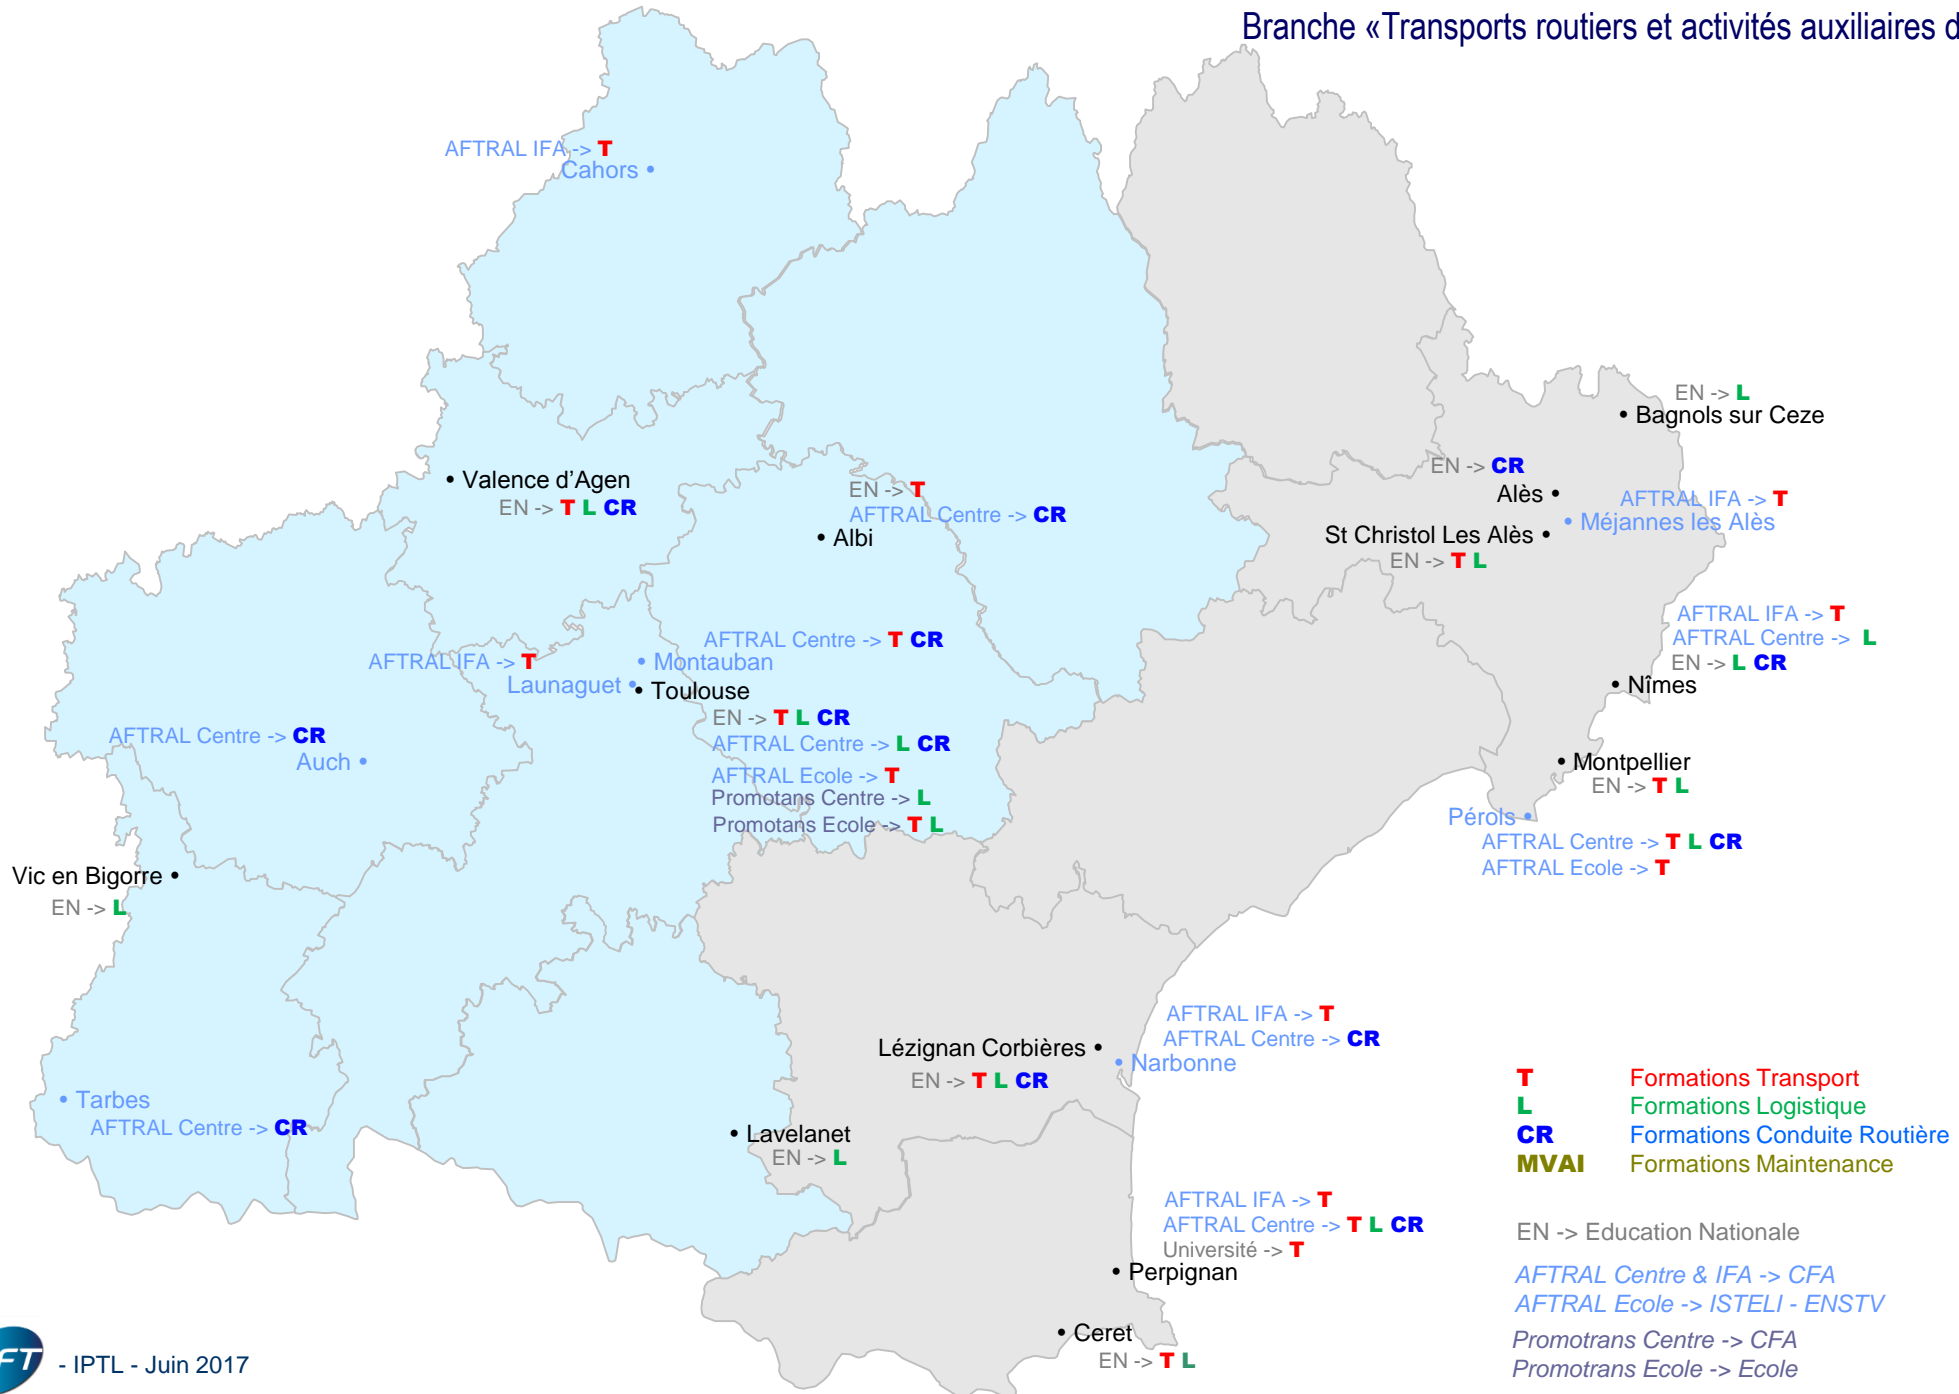 Branche «Transports routiers et activités auxiliaires d
AFTRAL IFA -> T
Cahors •
EN -> L
• Bagnols sur Ceze
• Valence d’Agen
EN -> T L CR
EN -> T
AFTRAL Centre -> CR
• Albi
EN -> CR
Alès •
AFTRAL IFA -> T
• Méjannes les Alès
St Christol Les Alès •
EN -> T L
AFTRAL IFA -> T
AFTRAL Centre -> L
EN -> L CR
• Nîmes
AFTRAL Centre -> T CR
• Montauban
AFTRAL IFA -> T
Launaguet •
• Toulouse
EN -> T L CR
AFTRAL Centre -> L CR
AFTRAL Ecole -> T
Promotans Centre -> L
Promotans Ecole -> T L
AFTRAL Centre -> CR
Auch •
• Montpellier
EN -> T L
Pérols •
AFTRAL Centre -> T L CR
AFTRAL Ecole -> T
Vic en Bigorre •
EN -> L
AFTRAL IFA -> T
AFTRAL Centre -> CR
• Narbonne
Lézignan Corbières •
EN -> T L CR
• Tarbes
AFTRAL Centre -> CR
• Lavelanet
EN -> L
AFTRAL IFA -> T
AFTRAL Centre -> T L CR
Université -> T
• Perpignan
• Ceret
EN -> T L
T Formations Transport
L Formations Logistique
CR Formations Conduite Routière
MVAI Formations Maintenance
EN -> Education Nationale
AFTRAL Centre & IFA -> CFA
AFTRAL Ecole -> ISTELI - ENSTV
Promotrans Centre -> CFA
Promotrans Ecole -> Ecole
FT - IPTL - Juin 2017